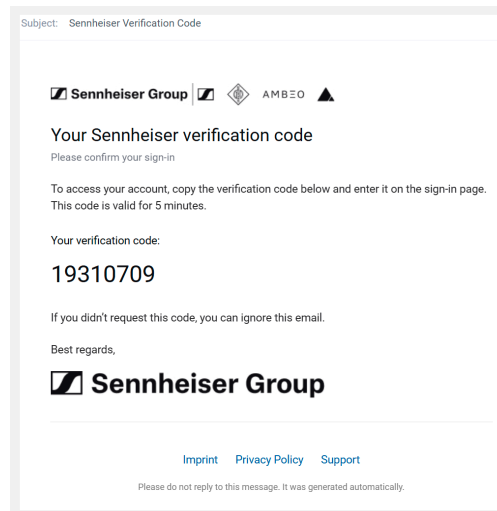 Subject: Sennheiser Verification Code
Sennheiser Group AMBEO
Your Sennheiser verification code
Please confirm your sign-in
To access your account, copy the verification code below and enter it on the sign-in page.
This code is valid for 5 minutes.
Your verification code:
19310709
If you didn't request this code, you can ignore this email.
Best regards,
Sennheiser Group
Imprint Privacy Policy Support
Please do not reply to this message. It was generated automatically.